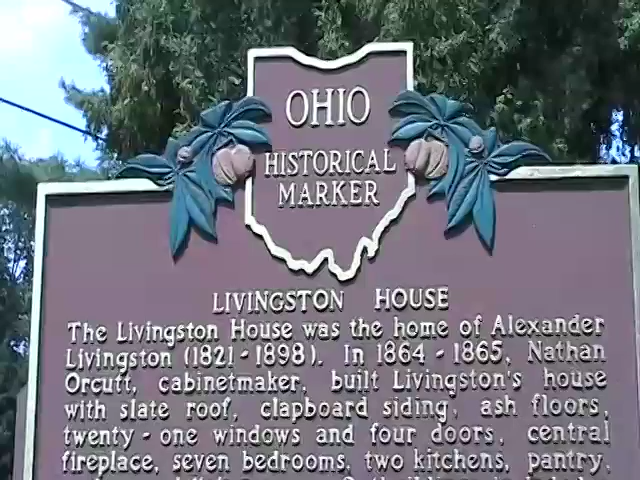 OHIO
HISTORICAL
MARKER
LIVINGSTON HOUSE
The Livingston House was the home of Alexander
Livingston (1821-1898). In 1864-1865, Nathan
Orcutt, cabinetmaker, built Livingston's house
with slate roof, clapboard siding, ash floors,
twenty-one windows and four doors, central
fireplace, seven bedrooms, two kitchens, pantry,